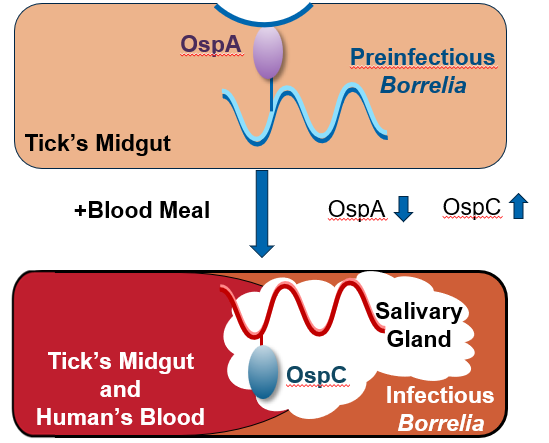 OspA
Preinfectious
Borrelia
Tick's Midgut
+Blood Meal
OspA
OspC
Salivary
Gland
Tick's Midgut
and
Human's Blood
OspC
Infectious
Borrelia